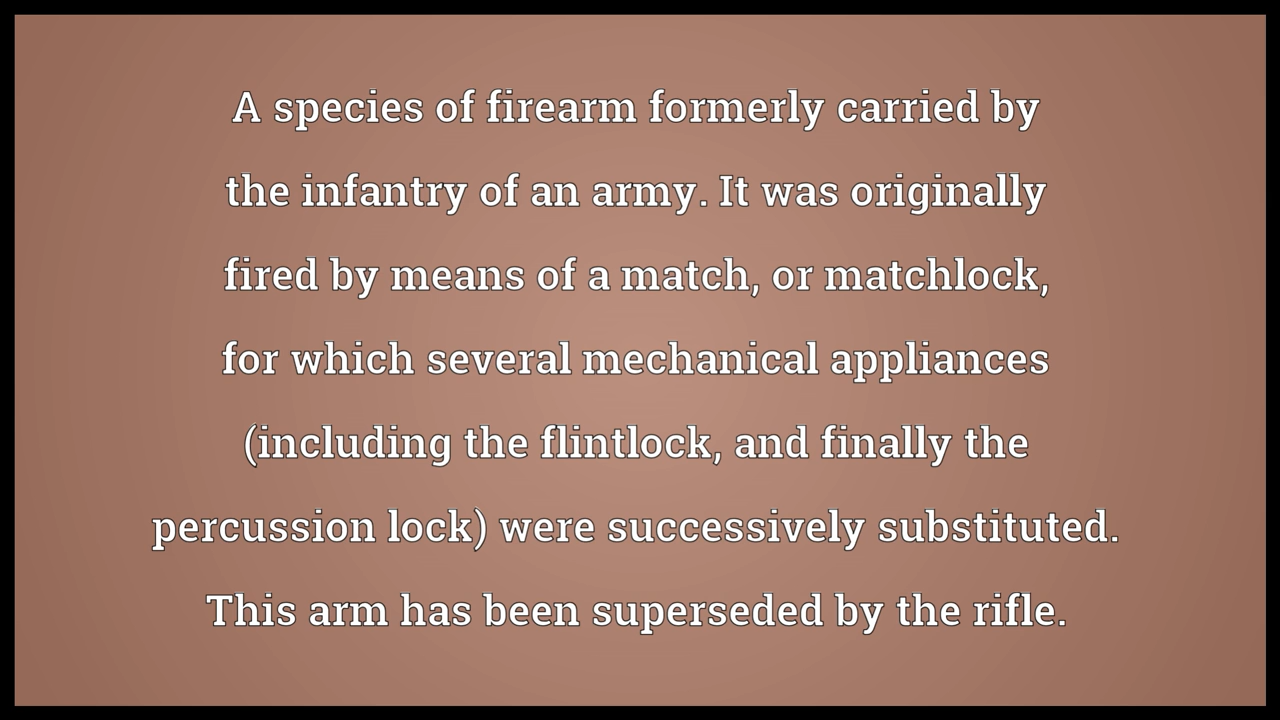 A species of firearm formerly carried by
the infantry of an army. It was originally
fired by means of a match, or matchlock,
for which several mechanical appliances
(including the flintlock, and finally the
percussion lock) were successively substituted.
This arm has been superseded by the rifle.